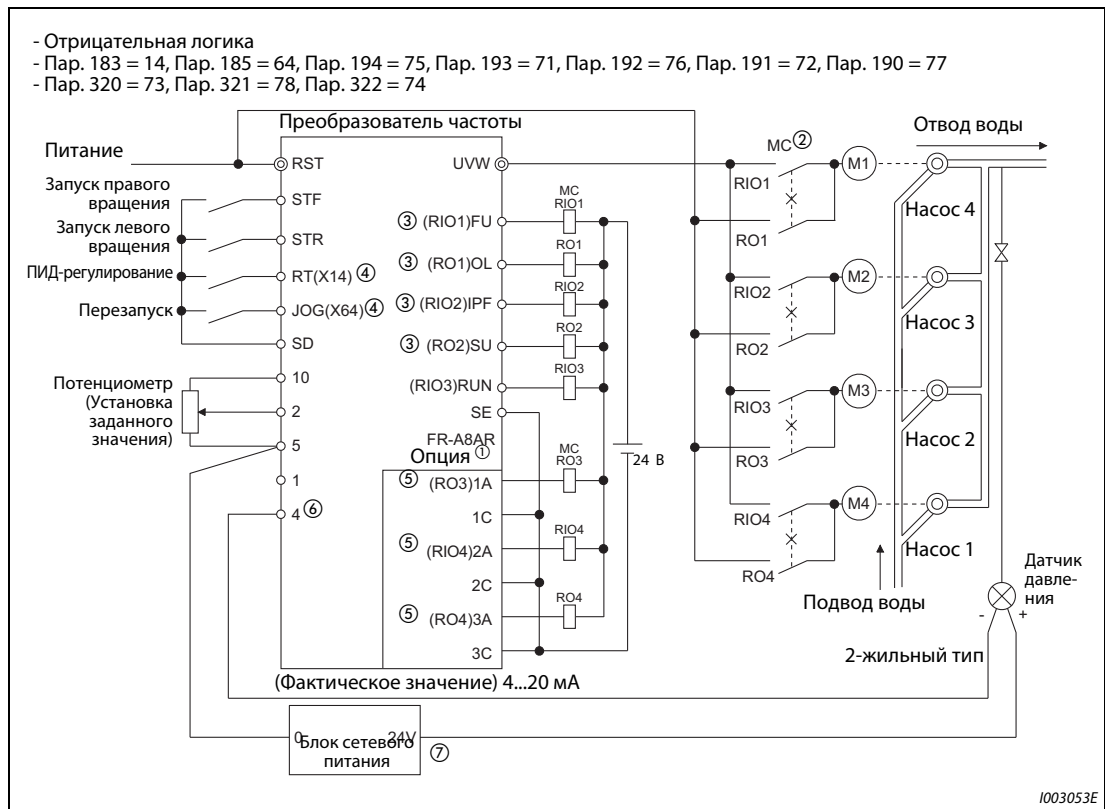 - Отрицательная логика
- Пар. 183 = 14, Пар. 185 = 64, Пар. 194 = 75, Пар. 193 = 71, Пар. 192 = 76, Пар. 191 = 72, Пар. 190 = 77
- Пар. 320 = 73, Пар. 321 = 78, Пар. 322 = 74
Преобразователь частоты
Питание
RST
UVW
Запуск правого
вращения
STF
Запуск левого
вращения
STR
ПИД-регулирование
RT(X14) ④
Перезапуск
JOG(X64) ④
SD
Потенциометр
(Установка
заданного
значения)
10
2
5
1
4 ⑥
③ (RIO1)FU
③ (RO1)OL
③ (RIO2)IPF
③ (RO2)SU
(RIO3)RUN
SE
FR-A8AR
Опция ①
⑤ (RO3)1A
1C
⑤ (RIO4)2A
2C
⑤ (RO4)3A
3C
MC
RIO1
RO1
RIO2
RO2
RIO3
MC
RO3
RIO4
RO4
24 В
MC②
RIO1
RO1
RIO2
RO2
RIO3
RO3
RIO4
RO4
M1
M2
M3
M4
Отвод воды
Насос 4
Насос 3
Насос 2
Насос 1
Подвод воды
Датчик
давле-
ния
- +
2-жильный тип
(Фактическое значение) 4...20 мА
0 24V
Блок сетевого
питания
⑦
I003053E